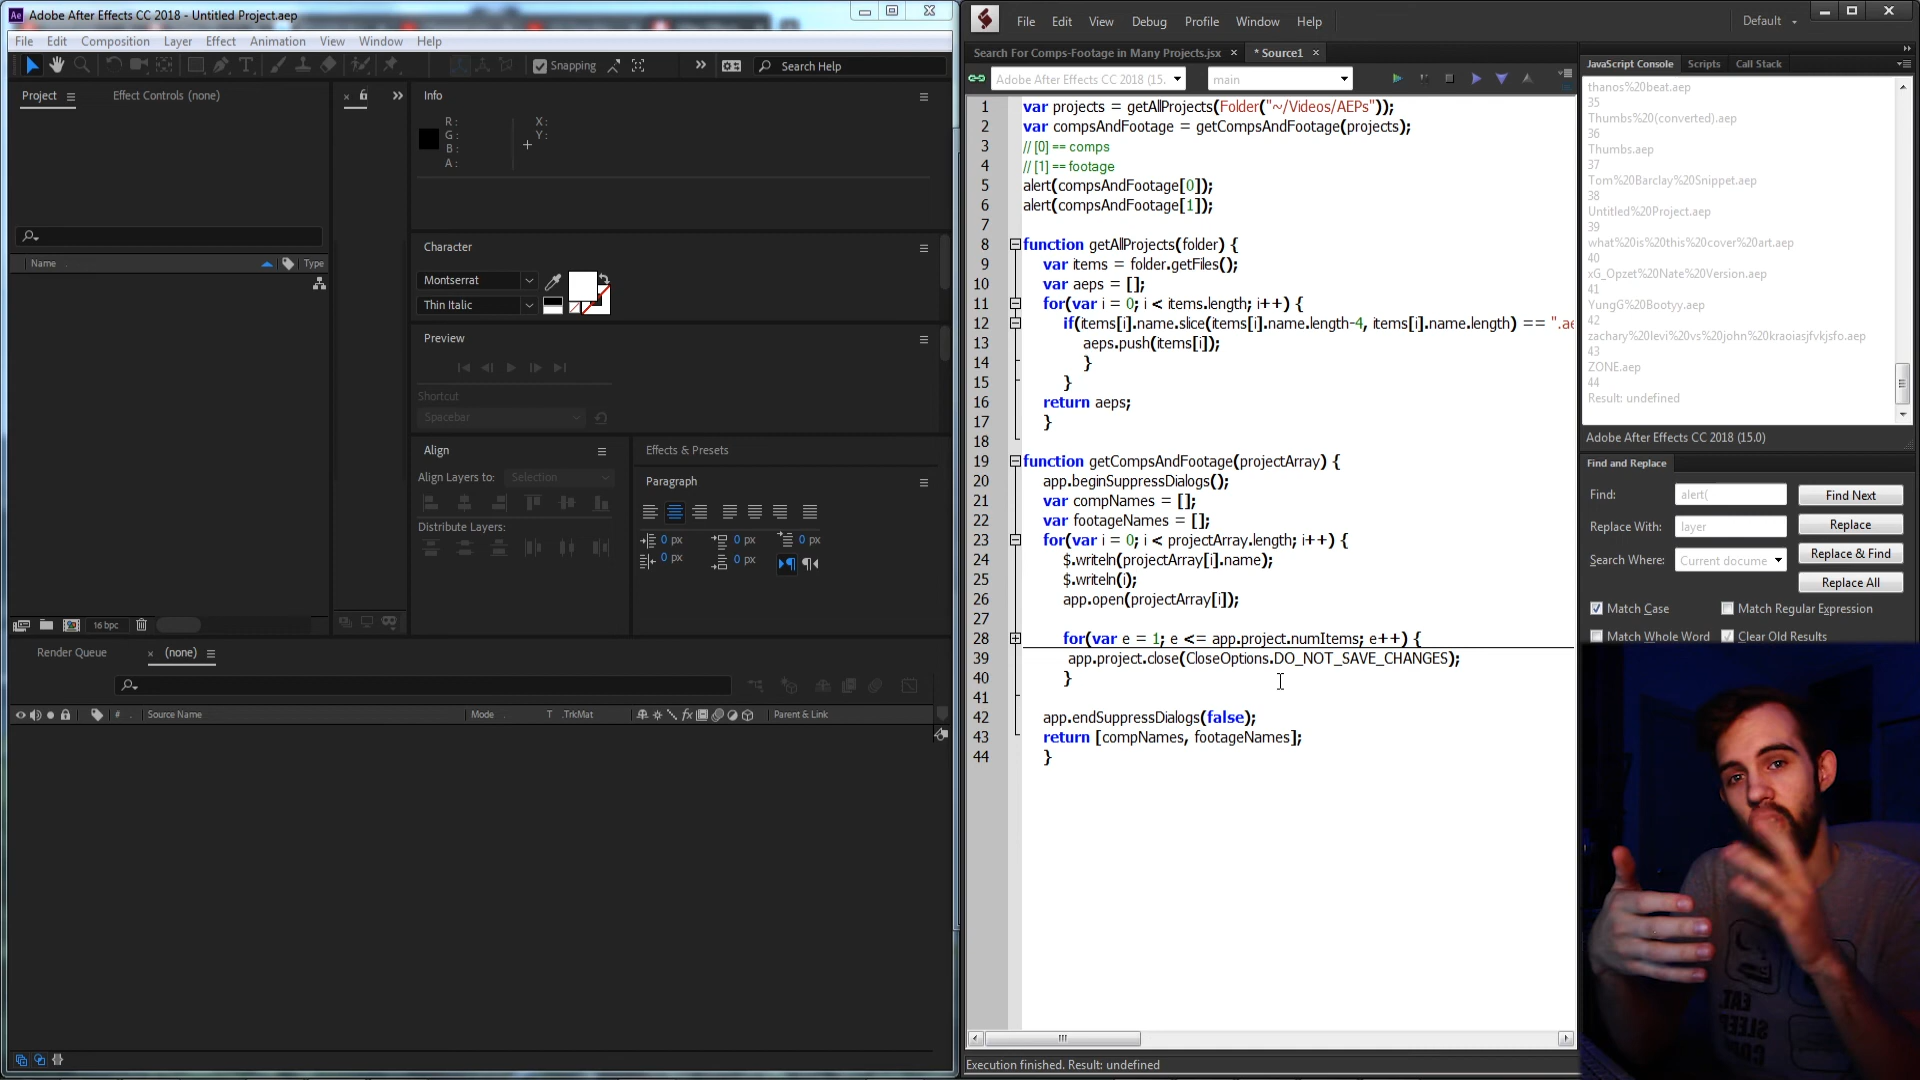 Ae Adobe After Effects CC 2018 - Untitled Project.aep
File Edit Composition Layer Effect Animation View Window Help
Snapping
Search Help
Project
Effect Controls (none)
Name
Type
16 bpc
Info
R :
G :
B :
A :
X :
Y :
Character
Montserrat
Thin Italic
Preview
Shortcut
Spacebar
Align
Align Layers to: Selection
Distribute Layers:
Effects & Presets
Paragraph
0 px 0 px 0 px
0 px 0 px
Render Queue
(none)
# Source Name Mode T .TrkMat Parent & Link
File Edit View Debug Profile Window Help
Default
Search For Comps-Footage in Many Projects.jsx
* Source1
Adobe After Effects CC 2018 (15.
main
1 var projects = getAllProjects(Folder("~/Videos/AEPs"));
2 var compsAndFootage = getCompsAndFootage(projects);
3 // [0] == comps
4 // [1] == footage
5 alert(compsAndFootage[0]);
6 alert(compsAndFootage[1]);
7
8 function getAllProjects(folder) {
9 var items = folder.getFiles();
10 var aeps = [];
11 for(var i = 0; i < items.length; i++) {
12 if(items[i].name.slice(items[i].name.length-4, items[i].name.length) == ".ae
13 aeps.push(items[i]);
14 }
15 }
16 return aeps;
17 }
18
19 function getCompsAndFootage(projectArray) {
20 app.beginSuppressDialogs();
21 var compNames = [];
22 var footageNames = [];
23 for(var i = 0; i < projectArray.length; i++) {
24 $.writeln(projectArray[i].name);
25 $.writeln(i);
26 app.open(projectArray[i]);
27
28 for(var e = 1; e <= app.project.numItems; e++) {
39 app.project.close(CloseOptions.DO_NOT_SAVE_CHANGES);
40 }
41
42 app.endSuppressDialogs(false);
43 return [compNames, footageNames];
44 }
Execution finished. Result: undefined
JavaScript Console Scripts Call Stack
thanos%20beat.aep
35
Thumbs%20(converted).aep
36
Thumbs.aep
37
Tom%20Barclay%20Snippet.aep
38
Untitled%20Project.aep
39
what%20is%20this%20cover%20art.aep
40
xG_Opzet%20Nate%20Version.aep
41
YungG%20Bootyy.aep
42
zachary%20levi%20vs%20john%20kraoiasjfvkjsfo.aep
43
ZONE.aep
44
Result: undefined
Adobe After Effects CC 2018 (15.0)
Find and Replace
Find: alert( Find Next
Replace With: layer Replace
Search Where: Current docume Replace & Find
Replace All
Match Case Match Regular Expression
Match Whole Word Clear Old Results
EAT
SLEEP